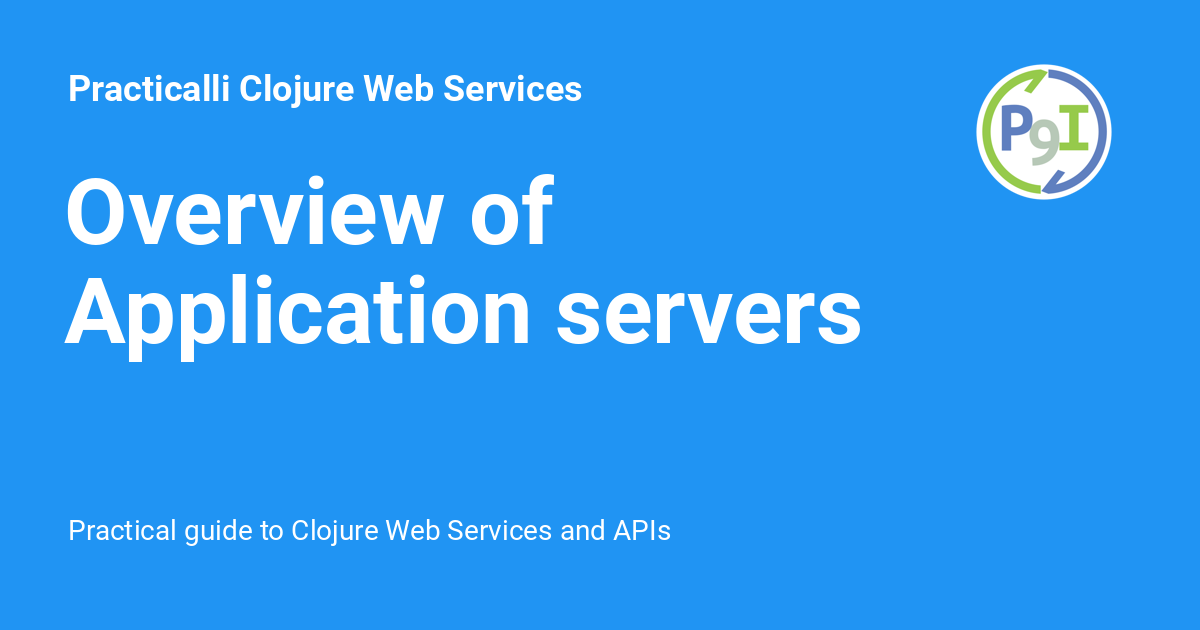 Practicalli Clojure Web Services
P9I
Overview of
Application servers
Practical guide to Clojure Web Services and APIs